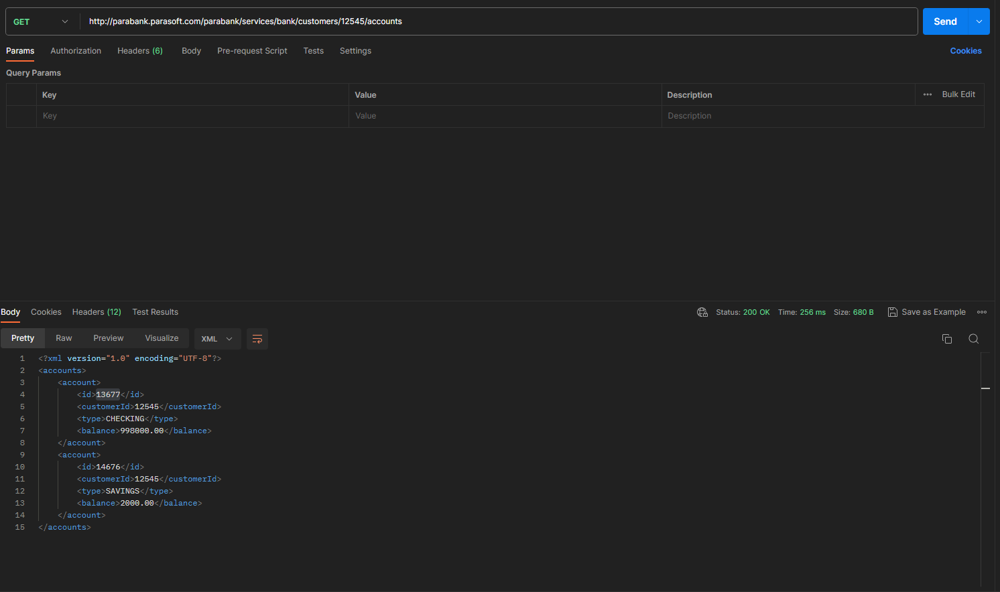 GET http://parabank.parasoft.com/parabank/services/bank/customers/12545/accounts Send
Params Authorization Headers (6) Body Pre-request Script Tests Settings Cookies
Query Params
Key Value Description ••• Bulk Edit
Key Value Description
Body Cookies Headers (12) Test Results Status: 200 OK Time: 256 ms Size: 680 B Save as Example
Pretty Raw Preview Visualize XML
1 <?xml version="1.0" encoding="UTF-8"?>
2 <accounts>
3 <account>
4 <id>13677</id>
5 <customerId>12545</customerId>
6 <type>CHECKING</type>
7 <balance>998000.00</balance>
8 </account>
9 <account>
10 <id>14676</id>
11 <customerId>12545</customerId>
12 <type>SAVINGS</type>
13 <balance>2000.00</balance>
14 </account>
15 </accounts>